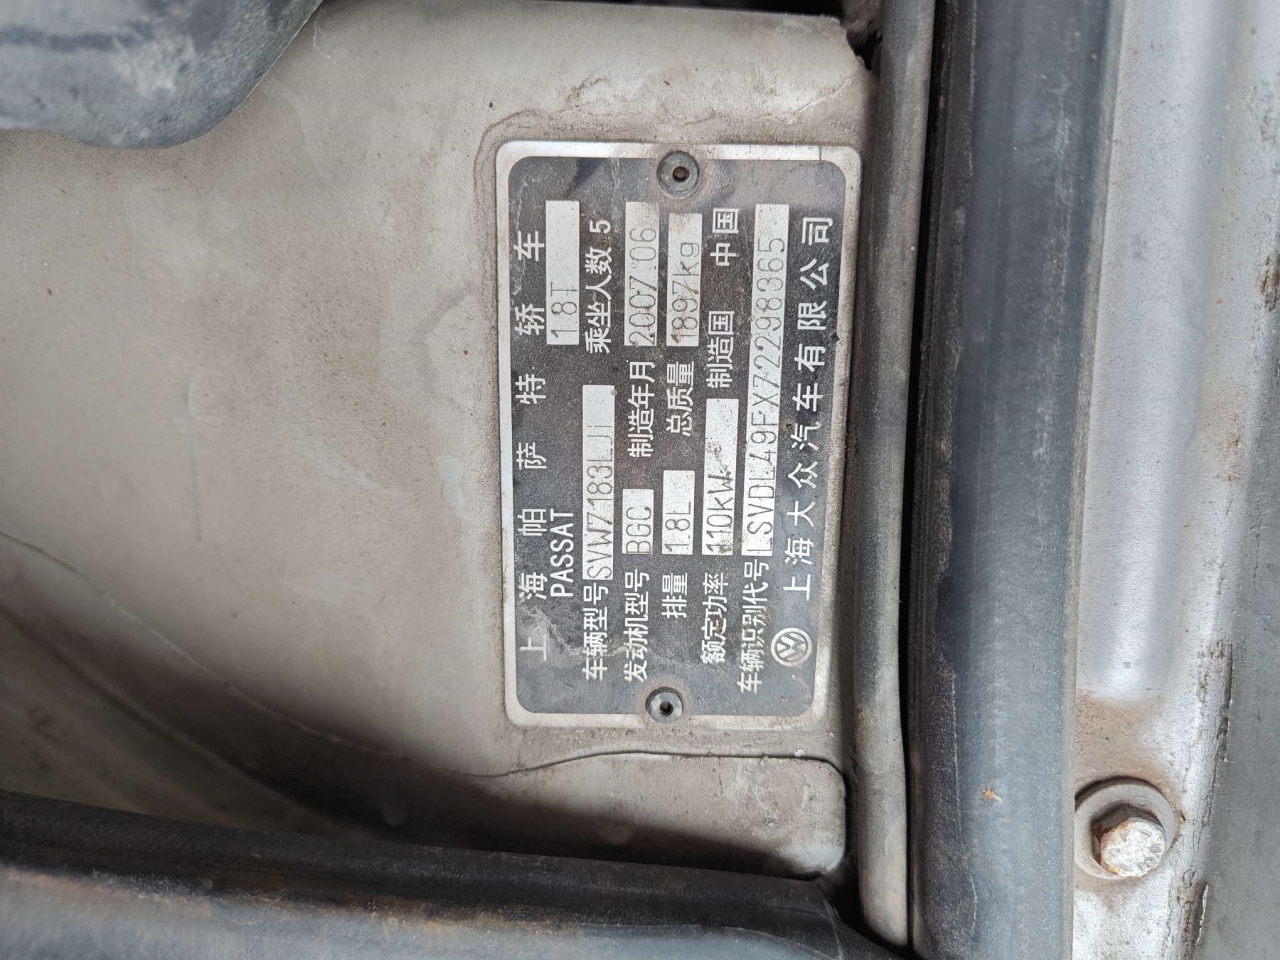 上海帕萨特轿车
PASSAT 1.8T
车辆型号 SVW7183LJI 乘坐人数 5
发动机型号 BGC 制造年月 2007.06
排量 1.8L 总质量 1897kg
额定功率 110kW 制造国 中国
车辆识别代号 LSVDL49FX72298365
上海大众汽车有限公司